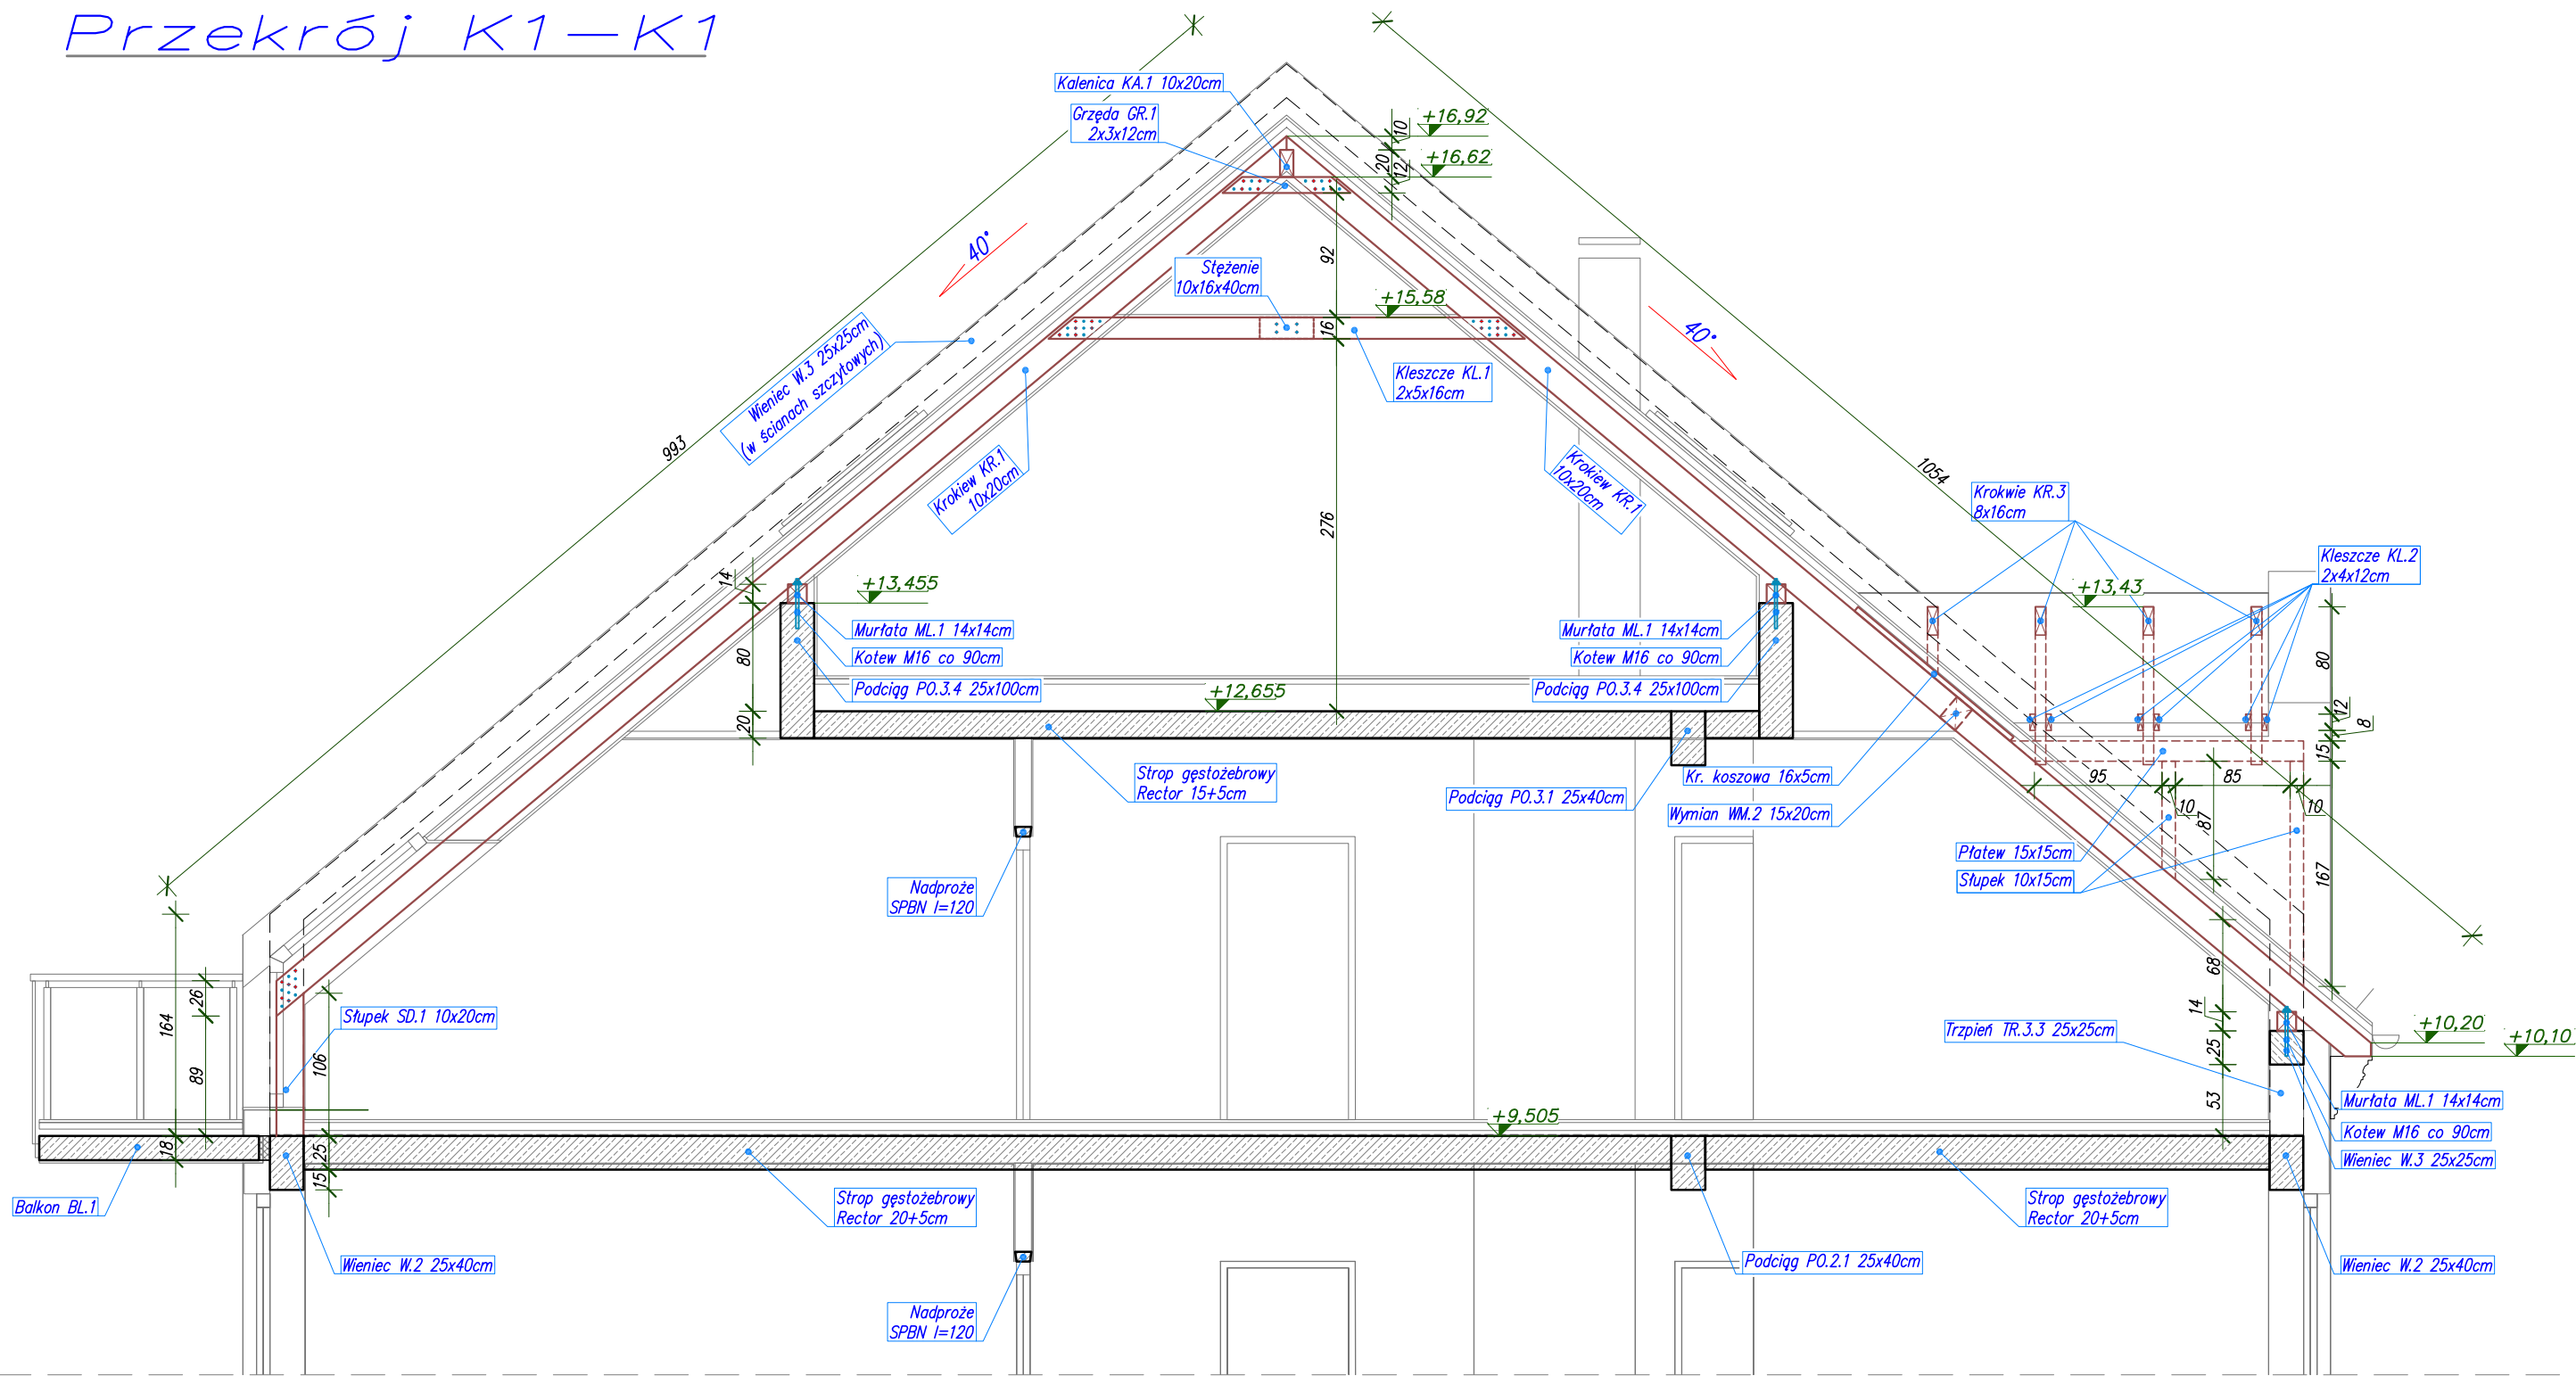 Przekrój K1-K1
Kalenica KA.1 10x20cm
Grzęda GR.1
2x3x12cm
+16,92
+16,62
10
20
12
40°
92
Stężenie
10x16x40cm
+15,58
16
40°
Wieniec W.3 25x25cm
(w ścianach szczytowych)
Kleszcze KL.1
2x5x16cm
993
Krokiew KR.1
10x20cm
Krokiew KR.1
10x20cm
1054
276
Krokwie KR.3
8x16cm
Kleszcze KL.2
2x4x12cm
14
+13,455
+13,43
Murłata ML.1 14x14cm
Kotew M16 co 90cm
Podciąg PO.3.4 25x100cm
Murłata ML.1 14x14cm
Kotew M16 co 90cm
Podciąg PO.3.4 25x100cm
80
20
+12,655
80
12
8
15
Strop gęstożebrowy
Rector 15+5cm
Kr. koszowa 16x5cm
Podciąg PO.3.1 25x40cm
Wymian WM.2 15x20cm
95
85
10
10
87
Płatew 15x15cm
Słupek 10x15cm
167
Nadproże
SPBN l=120
164
26
89
18
Słupek SD.1 10x20cm
106
25
15
68
14
25
53
Trzpień TR.3.3 25x25cm
+10,20
+10,10
+9,505
Murłata ML.1 14x14cm
Kotew M16 co 90cm
Wieniec W.3 25x25cm
Balkon BL.1
Strop gęstożebrowy
Rector 20+5cm
Strop gęstożebrowy
Rector 20+5cm
Wieniec W.2 25x40cm
Podciąg PO.2.1 25x40cm
Wieniec W.2 25x40cm
Nadproże
SPBN l=120